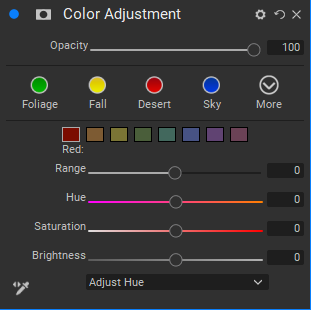 Color Adjustment
Opacity 100
Foliage Fall Desert Sky More
Red:
Range 0
Hue 0
Saturation 0
Brightness 0
Adjust Hue